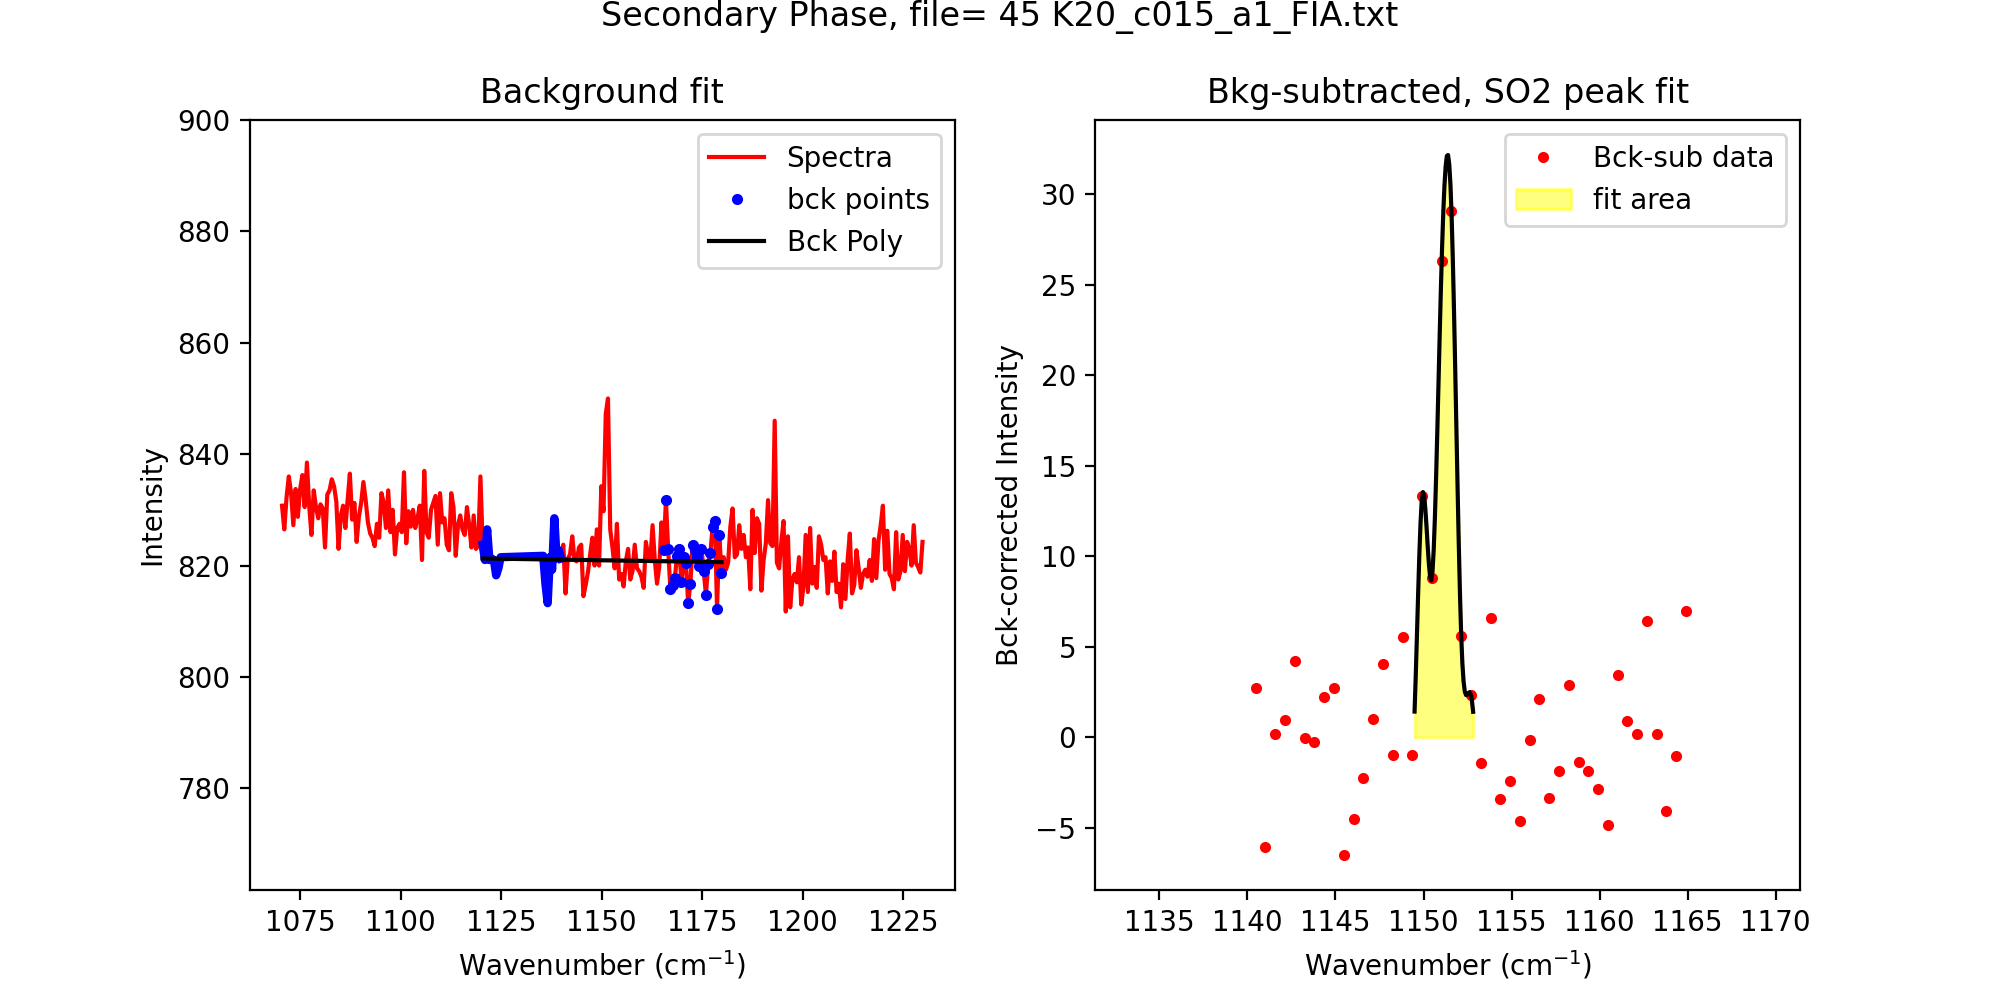 Secondary Phase, file= 45 K20_c015_a1_FIA.txt
Background fit
900
880
860
840
820
800
780
Intensity
Spectra
bck points
Bck Poly
1075 1100 1125 1150 1175 1200 1225
Wavenumber (cm⁻¹)
Bkg-subtracted, SO2 peak fit
30
25
20
15
10
5
0
−5
Bck-corrected Intensity
Bck-sub data
fit area
1135 1140 1145 1150 1155 1160 1165 1170
Wavenumber (cm⁻¹)